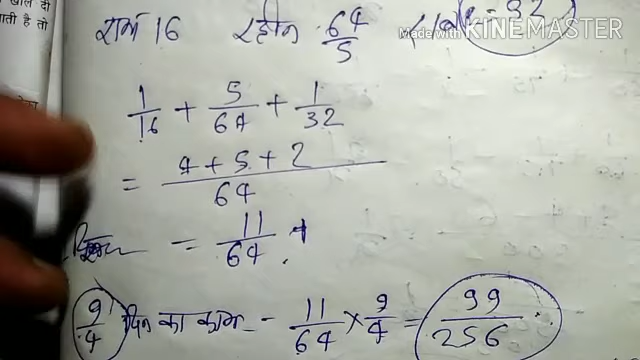 राम 16 रहीम 64/5 32
Made with KINEMASTER
1/16 + 5/64 + 1/32
= 4 + 5 + 2 / 64
= 11/64
9/4 दिन का काम - 11/64 × 9/4 = 99/256